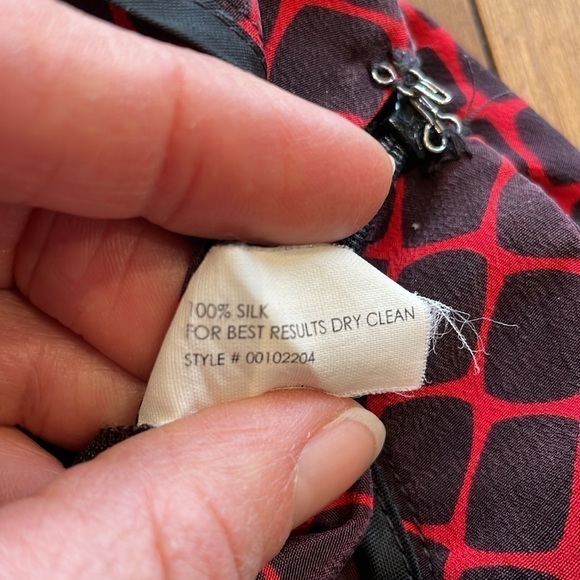 100% SILK
FOR BEST RESULTS DRY CLEAN
STYLE # 00102204